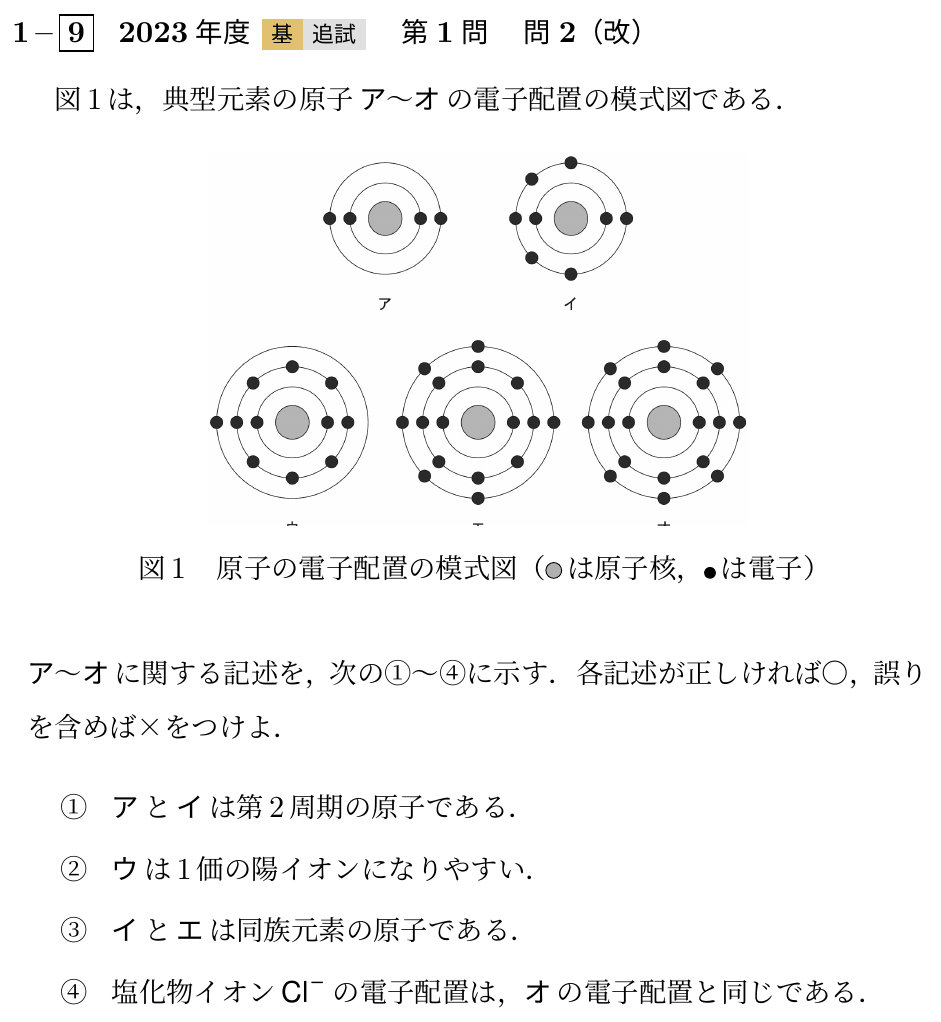 1-9 2023年度 基 追試 第1問 問2（改）
図1は，典型元素の原子 ア〜オ の電子配置の模式図である．
ア イ
図1 原子の電子配置の模式図（は原子核，は電子）
ア〜オに関する記述を，次の①〜④に示す．各記述が正しければ○，誤り
を含めば×をつけよ．
① ア と イ は第2周期の原子である．
② ウ は1価の陽イオンになりやすい．
③ イ と エ は同族元素の原子である．
④ 塩化物イオン Cl⁻ の電子配置は，オ の電子配置と同じである．